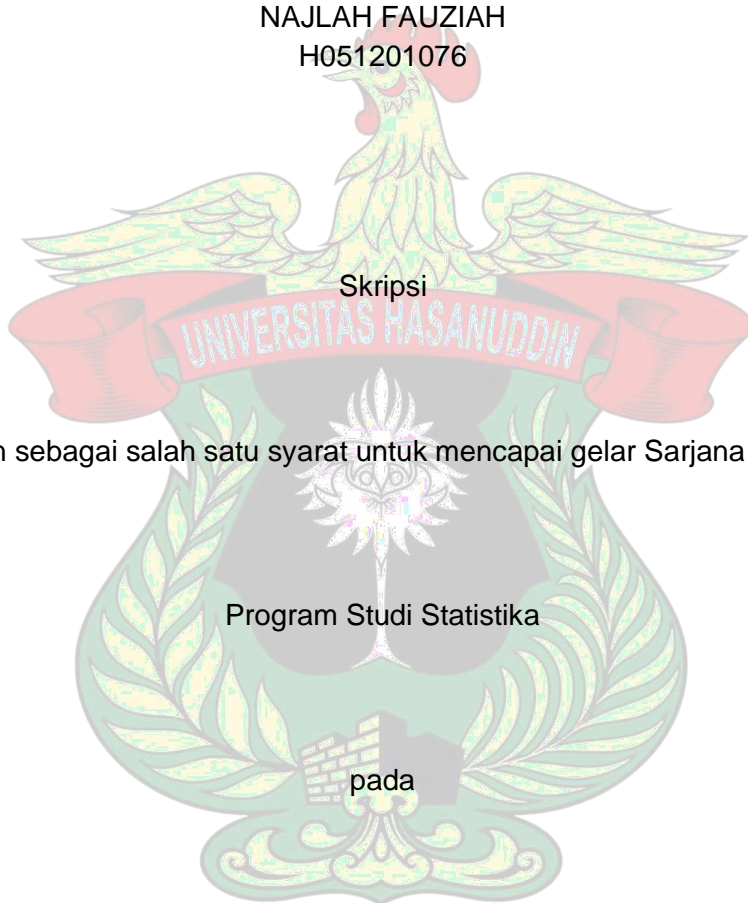 NAJLAH FAUZIAH
H051201076
Skripsi
UNIVERSITAS HASANUDDIN
n sebagai salah satu syarat untuk mencapai gelar Sarjana
Program Studi Statistika
pada